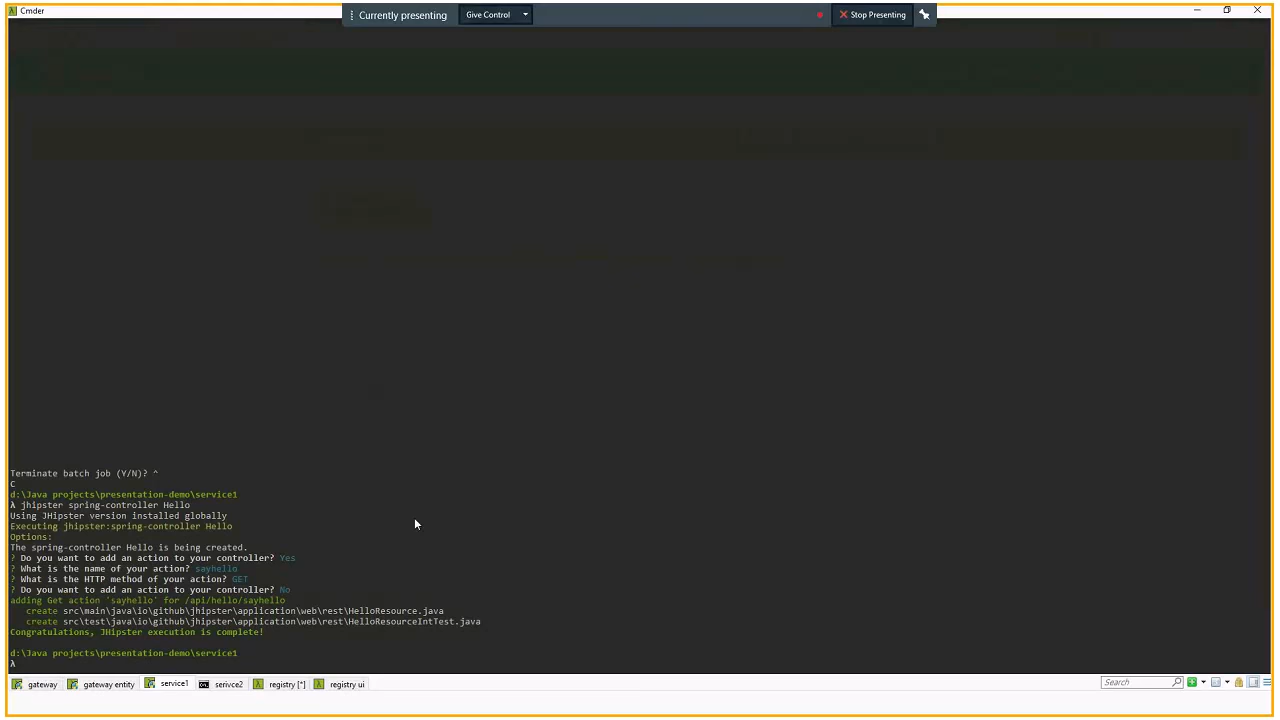 Cmder
Currently presenting
Give Control
Stop Presenting
Terminate batch job (Y/N)? ^
C
d:\Java projects\presentation-demo\service1
λ jhipster spring-controller Hello
Using JHipster version installed globally
Executing jhipster:spring-controller Hello
Options:
The spring-controller Hello is being created.
? Do you want to add an action to your controller? Yes
? What is the name of your action? sayhello
? What is the HTTP method of your action? GET
? Do you want to add an action to your controller? No
adding Get action 'sayhello' for /api/hello/sayhello
create src\main\java\io\github\jhipster\application\web\rest\HelloResource.java
create src\test\java\io\github\jhipster\application\web\rest\HelloResourceIntTest.java
Congratulations, JHipster execution is complete!
d:\Java projects\presentation-demo\service1
λ
gateway
gateway entity
service1
serivce2
registry [*]
registry ui
Search